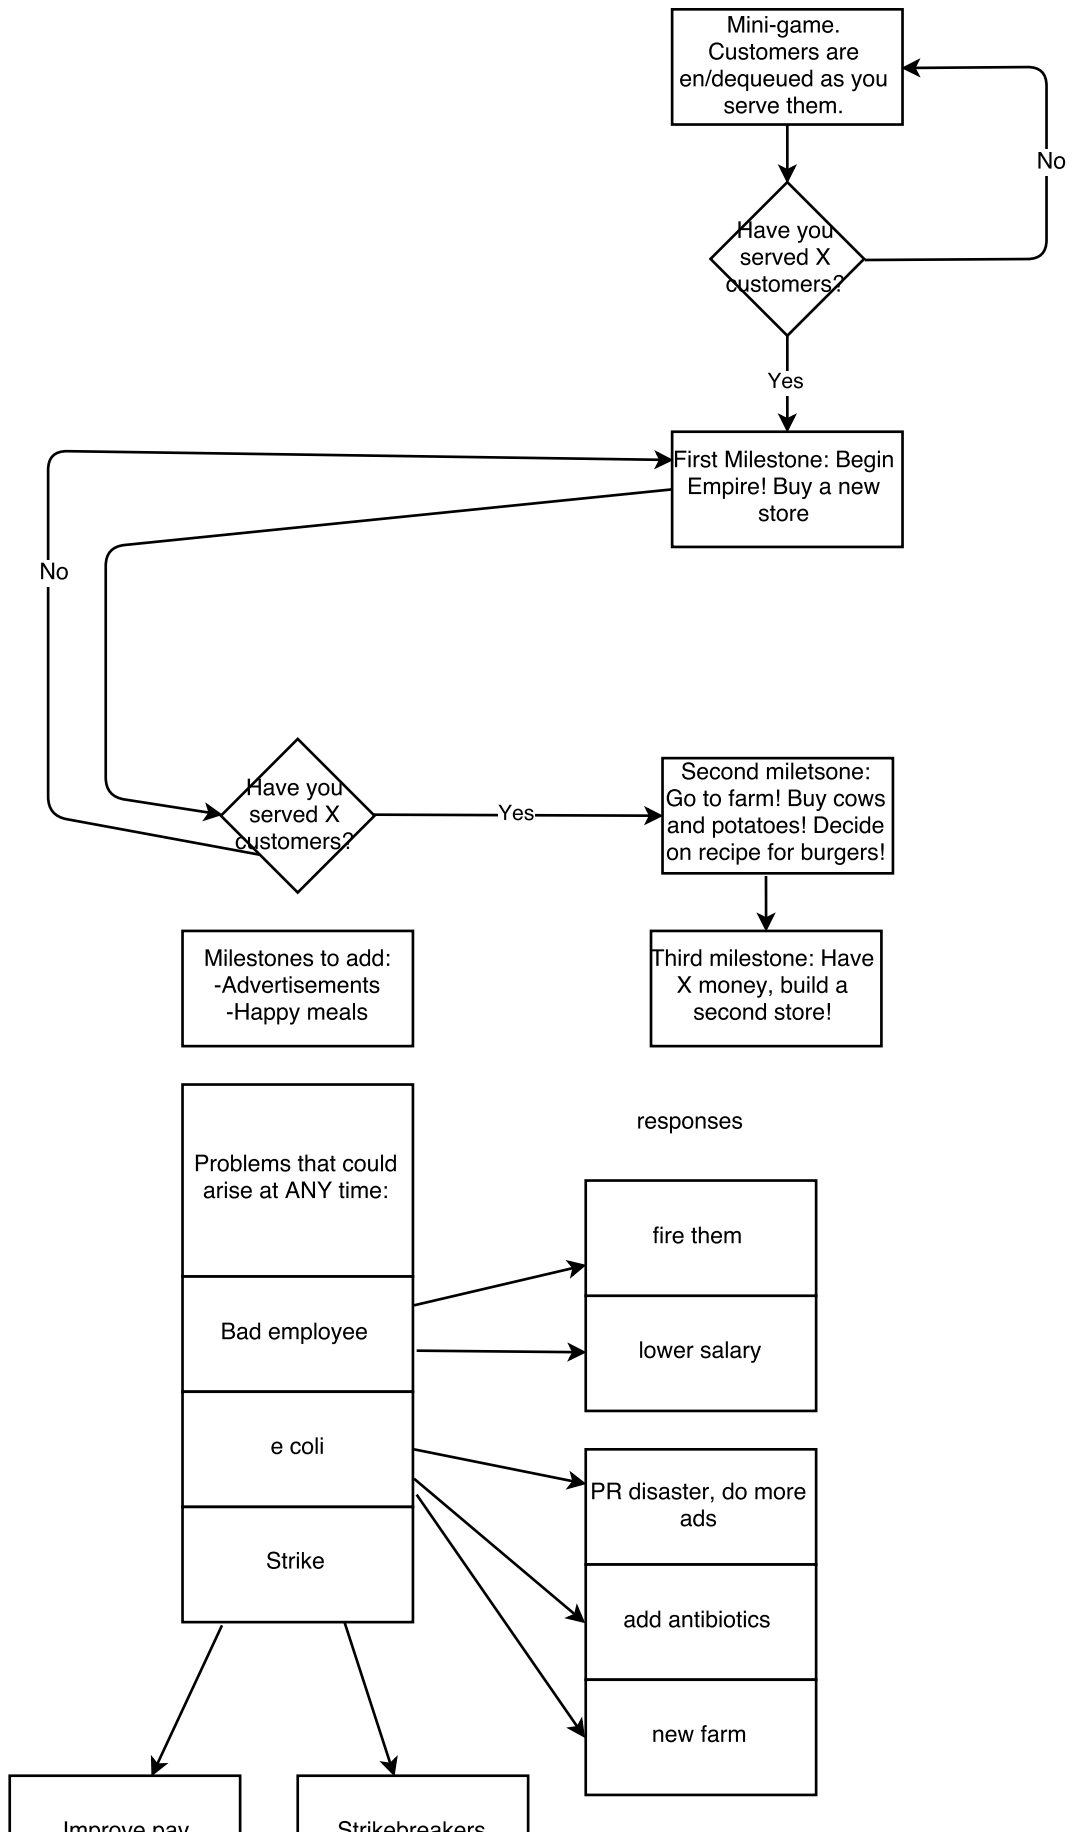 Mini-game.
Customers are
en/dequeued as you
serve them.
No
Have you
served X
customers?
Yes
First Milestone: Begin
Empire! Buy a new
store
No
Have you
served X
customers?
Yes
Second miletsone:
Go to farm! Buy cows
and potatoes! Decide
on recipe for burgers!
Milestones to add:
-Advertisements
-Happy meals
Third milestone: Have
X money, build a
second store!
responses
Problems that could
arise at ANY time:
fire them
Bad employee
lower salary
e coli
PR disaster, do more
ads
Strike
add antibiotics
new farm
Improve pay
Strikebreakers